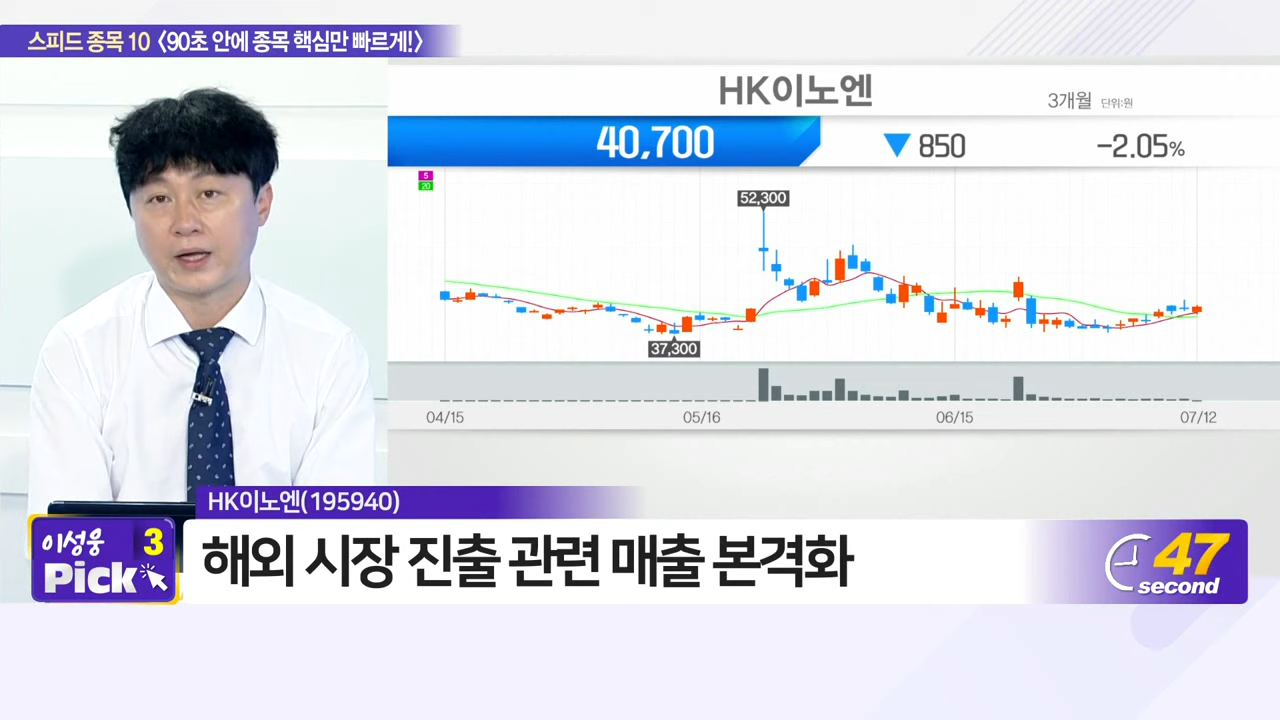 스피드 종목 10 〈90초 안에 종목 핵심만 빠르게!〉
HK이노엔
3개월 단위:원
40,700 ▼ 850 -2.05%
5
20
52,300
37,300
04/15 05/16 06/15 07/12
HK이노엔(195940)
이성웅 3
Pick
해외 시장 진출 관련 매출 본격화
47
second